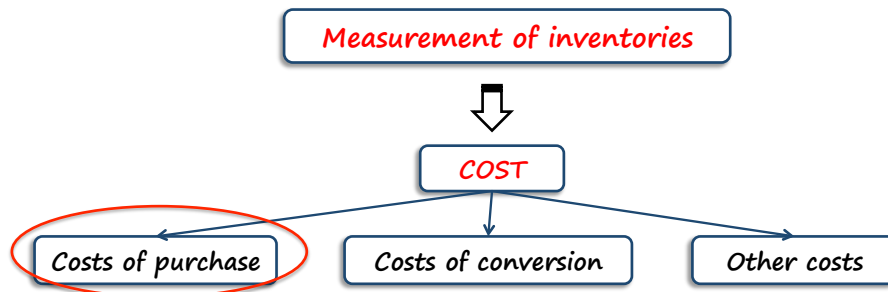 Measurement of inventories
COST
Costs of purchase
Costs of conversion
Other costs